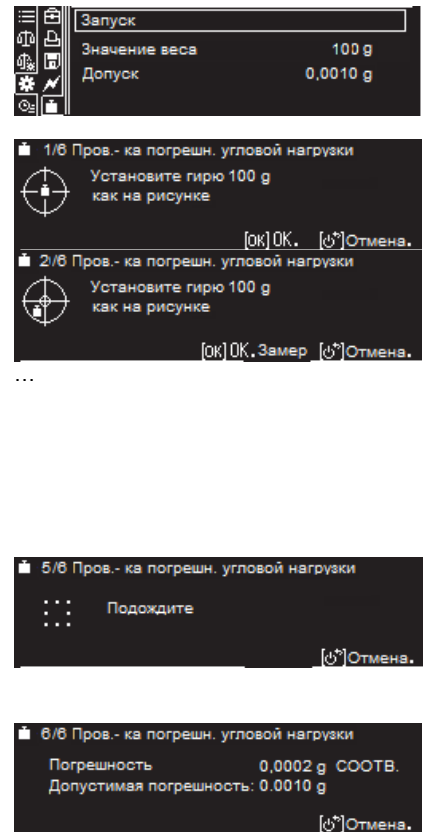 Запуск
Значение веса 100 g
Допуск 0,0010 g
1/6 Пров.- ка погрешн. угловой нагрузки
Установите гирю 100 g
как на рисунке
[OK] OK. [⏻]Отмена.
2/6 Пров.- ка погрешн. угловой нагрузки
Установите гирю 100 g
как на рисунке
[OK] OK.Замер [⏻]Отмена.
...
5/6 Пров.- ка погрешн. угловой нагрузки
Подождите
[⏻]Отмена.
6/6 Пров.- ка погрешн. угловой нагрузки
Погрешность 0,0002 g СООТВ.
Допустимая погрешность: 0.0010 g
[⏻]Отмена.